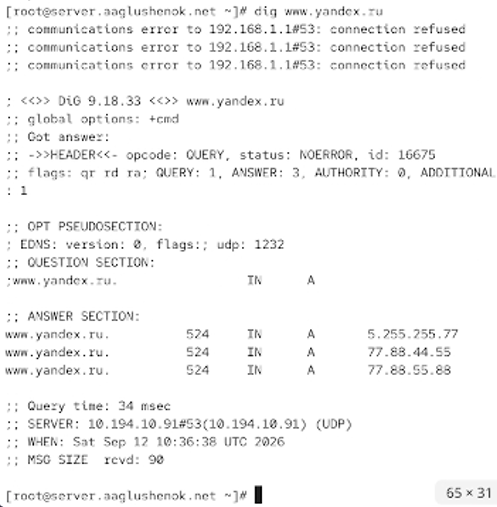 [root@server.aaglushenok.net ~]# dig www.yandex.ru
;; communications error to 192.168.1.1#53: connection refused
;; communications error to 192.168.1.1#53: connection refused
;; communications error to 192.168.1.1#53: connection refused
; <<>> DiG 9.18.33 <<>> www.yandex.ru
;; global options: +cmd
;; Got answer:
;; ->>HEADER<<- opcode: QUERY, status: NOERROR, id: 16675
;; flags: qr rd ra; QUERY: 1, ANSWER: 3, AUTHORITY: 0, ADDITIONAL
: 1
;; OPT PSEUDOSECTION:
; EDNS: version: 0, flags:; udp: 1232
;; QUESTION SECTION:
;www.yandex.ru. IN A
;; ANSWER SECTION:
www.yandex.ru. 524 IN A 5.255.255.77
www.yandex.ru. 524 IN A 77.88.44.55
www.yandex.ru. 524 IN A 77.88.55.88
;; Query time: 34 msec
;; SERVER: 10.194.10.91#53(10.194.10.91) (UDP)
;; WHEN: Sat Sep 12 10:36:38 UTC 2026
;; MSG SIZE rcvd: 90
[root@server.aaglushenok.net ~]#
65 × 31